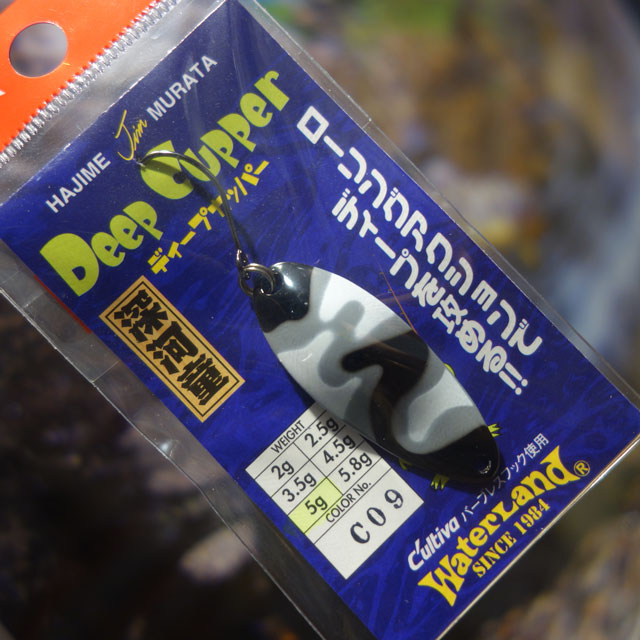 HAJIME Jim MURATA
Deep Cupper
ディープカッパー
ローリングアクションで
ディープを攻める!!
深河童
WEIGHT
2g 2.5g
3.5g 4.5g
5g 5.8g
COLOR No.
C09
Cultiva バーブレスフック使用
WaterLand®
SINCE 1984